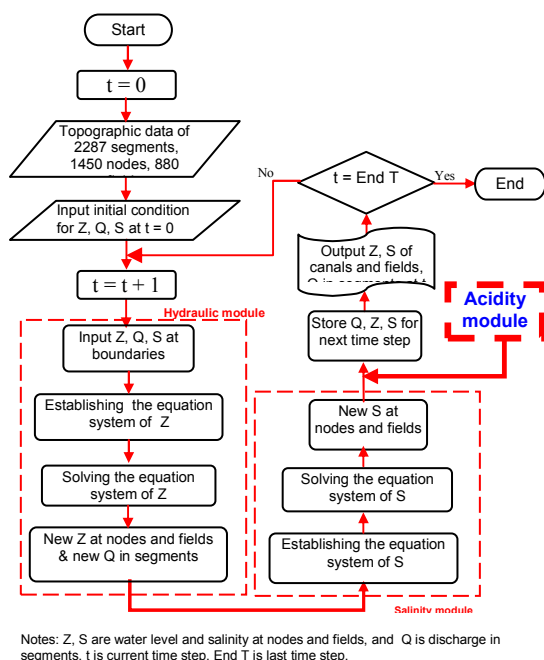 Start
t = 0
Topographic data of
2287 segments,
1450 nodes, 880
Input initial condition
for Z, Q, S at t = 0
t = t + 1
Hydraulic module
Input Z, Q, S at
boundaries
Establishing the equation
system of Z
Solving the equation
system of Z
New Z at nodes and fields
& new Q in segments
No
t = End T
Yes
End
Output Z, S of
canals and fields,
Store Q, Z, S for
next time step
Acidity
module
New S at
nodes and fields
Solving the equation
system of S
Establishing the equation
system of S
Salinity module
Notes: Z, S are water level and salinity at nodes and fields, and Q is discharge in
segments, t is current time step, End T is last time step.